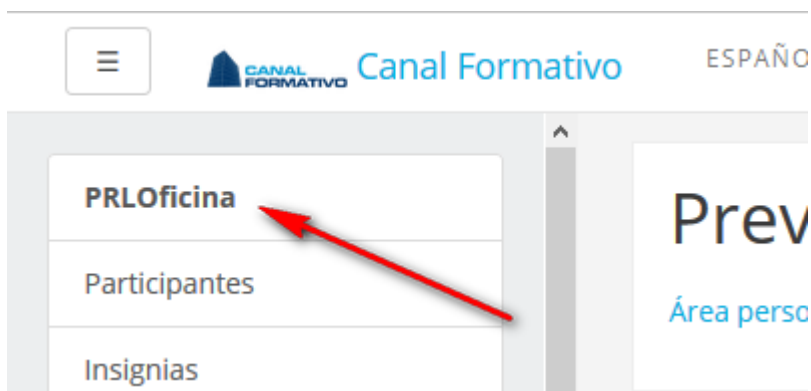 ☰ CANAL FORMATIVO Canal Formativo ESPAÑO
PRLOficina
Prev
Participantes
Área perso
Insignias